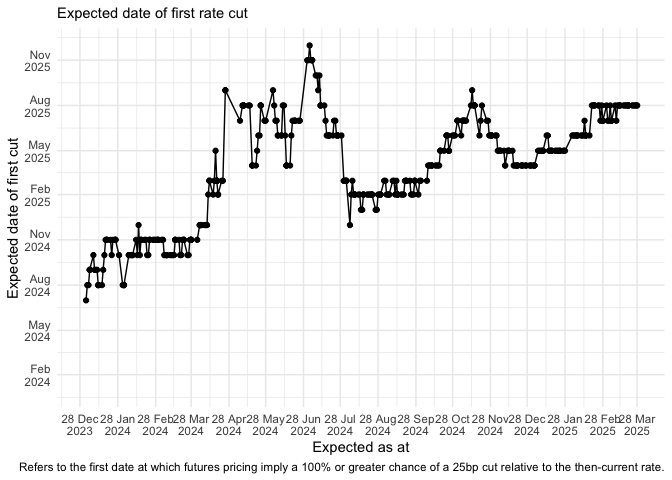 Expected date of first rate cut
Expected date of first cut
Nov
2025
Aug
2025
May
2025
Feb
2025
Nov
2024
Aug
2024
May
2024
Feb
2024
28 Dec 28 Jan 28 Feb 28 Mar 28 Apr 28 May 28 Jun 28 Jul 28 Aug 28 Sep 28 Oct 28 Nov 28 Dec 28 Jan 28 Feb 28 Mar
2023 2024 2024 2024 2024 2024 2024 2024 2024 2024 2024 2024 2024 2025 2025 2025
Expected as at
Refers to the first date at which futures pricing imply a 100% or greater chance of a 25bp cut relative to the then-current rate.